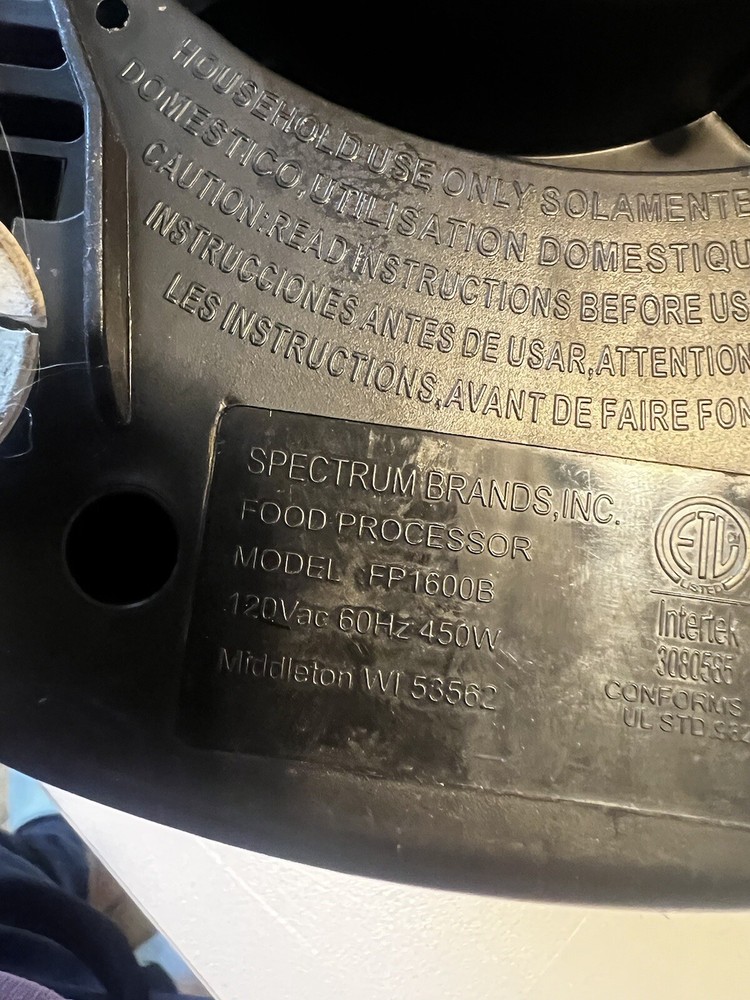 HOUSEHOLD USE ONLY SOLAMENTE
DOMESTICO, UTILISATION DOMESTIQU
CAUTION: READ INSTRUCTIONS BEFORE US
INSTRUCCIONES ANTES DE USAR, ATTENTION
LES INSTRUCTIONS, AVANT DE FAIRE FON
SPECTRUM BRANDS, INC.
FOOD PROCESSOR
MODEL FP1600B
120Vac 60Hz 450W
Middleton WI 53562
ETL
LISTED
Intertek
3080565
CONFORMS
UL STD.982